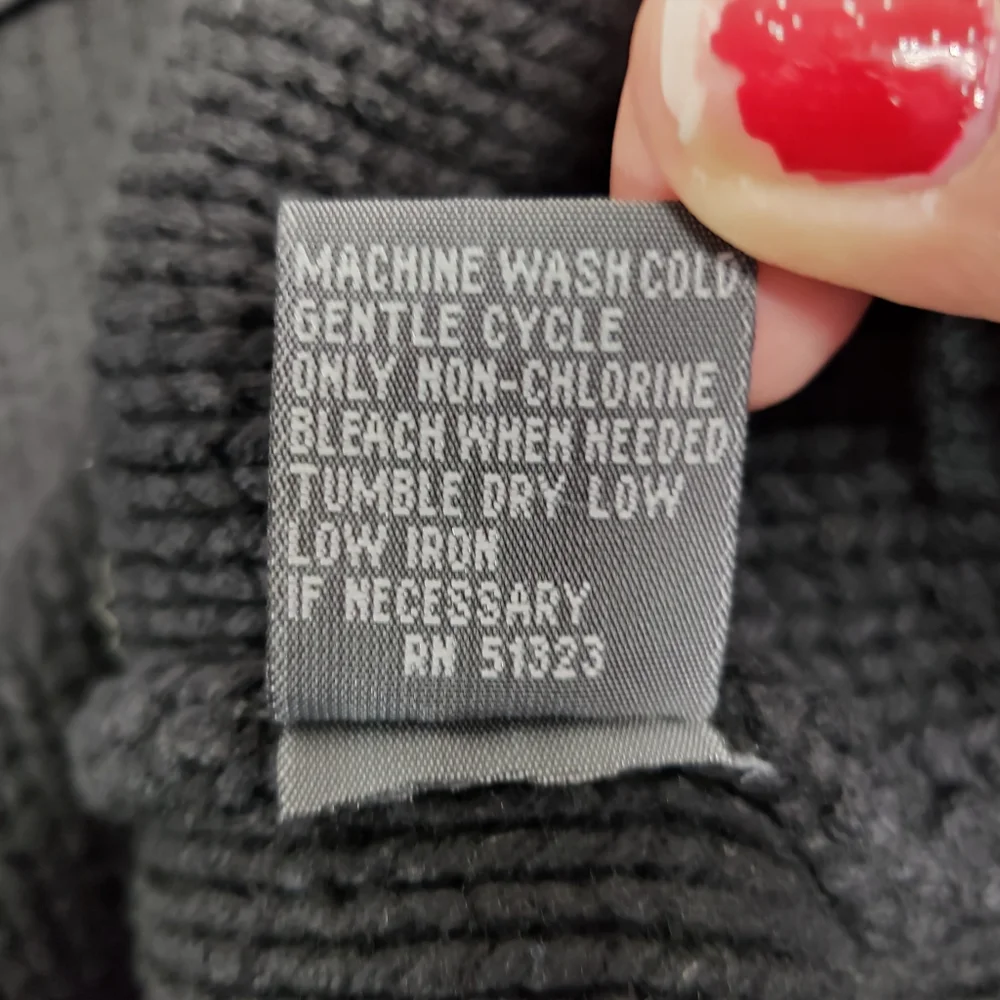 MACHINE WASH COLD
GENTLE CYCLE
ONLY NON-CHLORINE
BLEACH WHEN NEEDED
TUMBLE DRY LOW
LOW IRON
IF NECESSARY
RN 51323